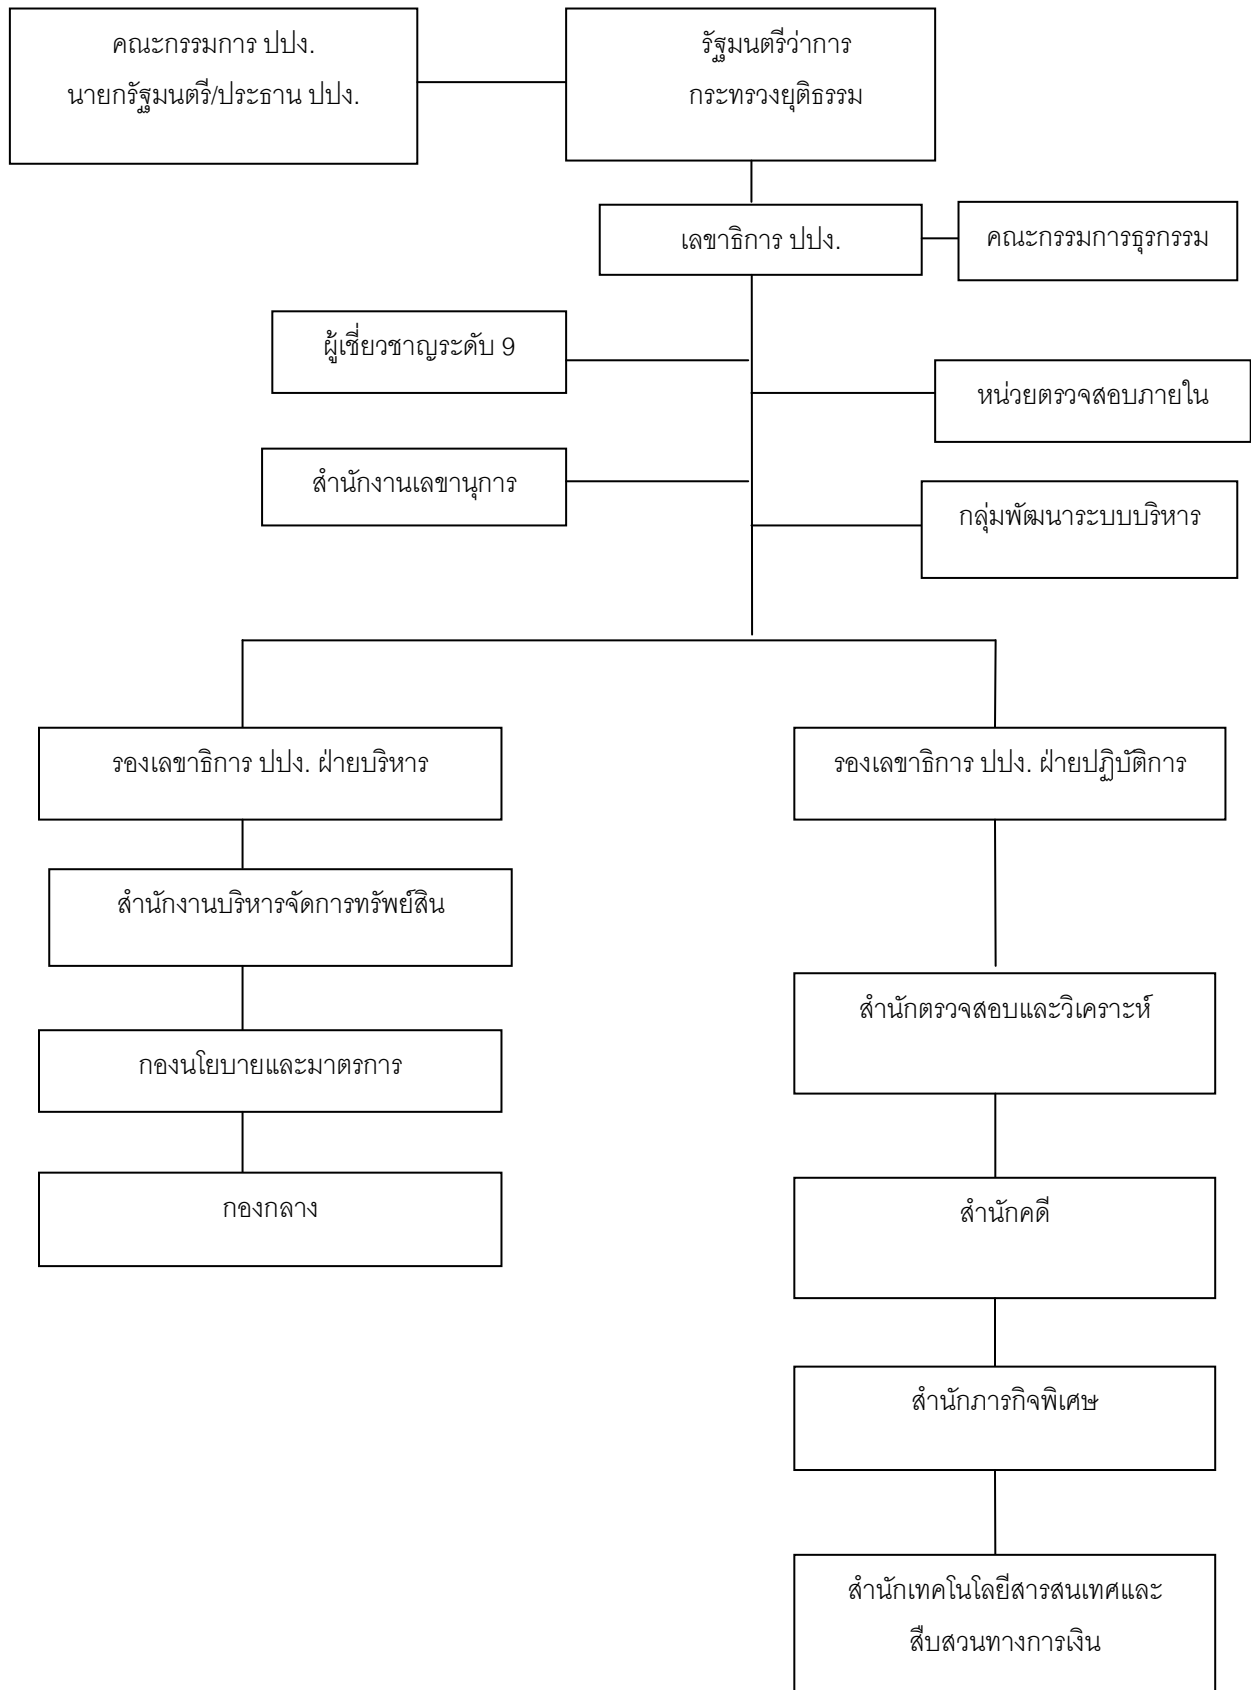 คณะกรรมการ ปปง.
นายกรัฐมนตรี/ประธาน ปปง.
รัฐมนตรีว่าการ
กระทรวงยุติธรรม
เลขาธิการ ปปง.
คณะกรรมการธุรกรรม
ผู้เชี่ยวชาญระดับ 9
หน่วยตรวจสอบภายใน
สำนักงานเลขานุการ
กลุ่มพัฒนาระบบบริหาร
รองเลขาธิการ ปปง. ฝ่ายบริหาร
รองเลขาธิการ ปปง. ฝ่ายปฏิบัติการ
สำนักงานบริหารจัดการทรัพย์สิน
สำนักตรวจสอบและวิเคราะห์
กองนโยบายและมาตรการ
กองกลาง
สำนักคดี
สำนักภารกิจพิเศษ
สำนักเทคโนโลยีสารสนเทศและ
สืบสวนทางการเงิน